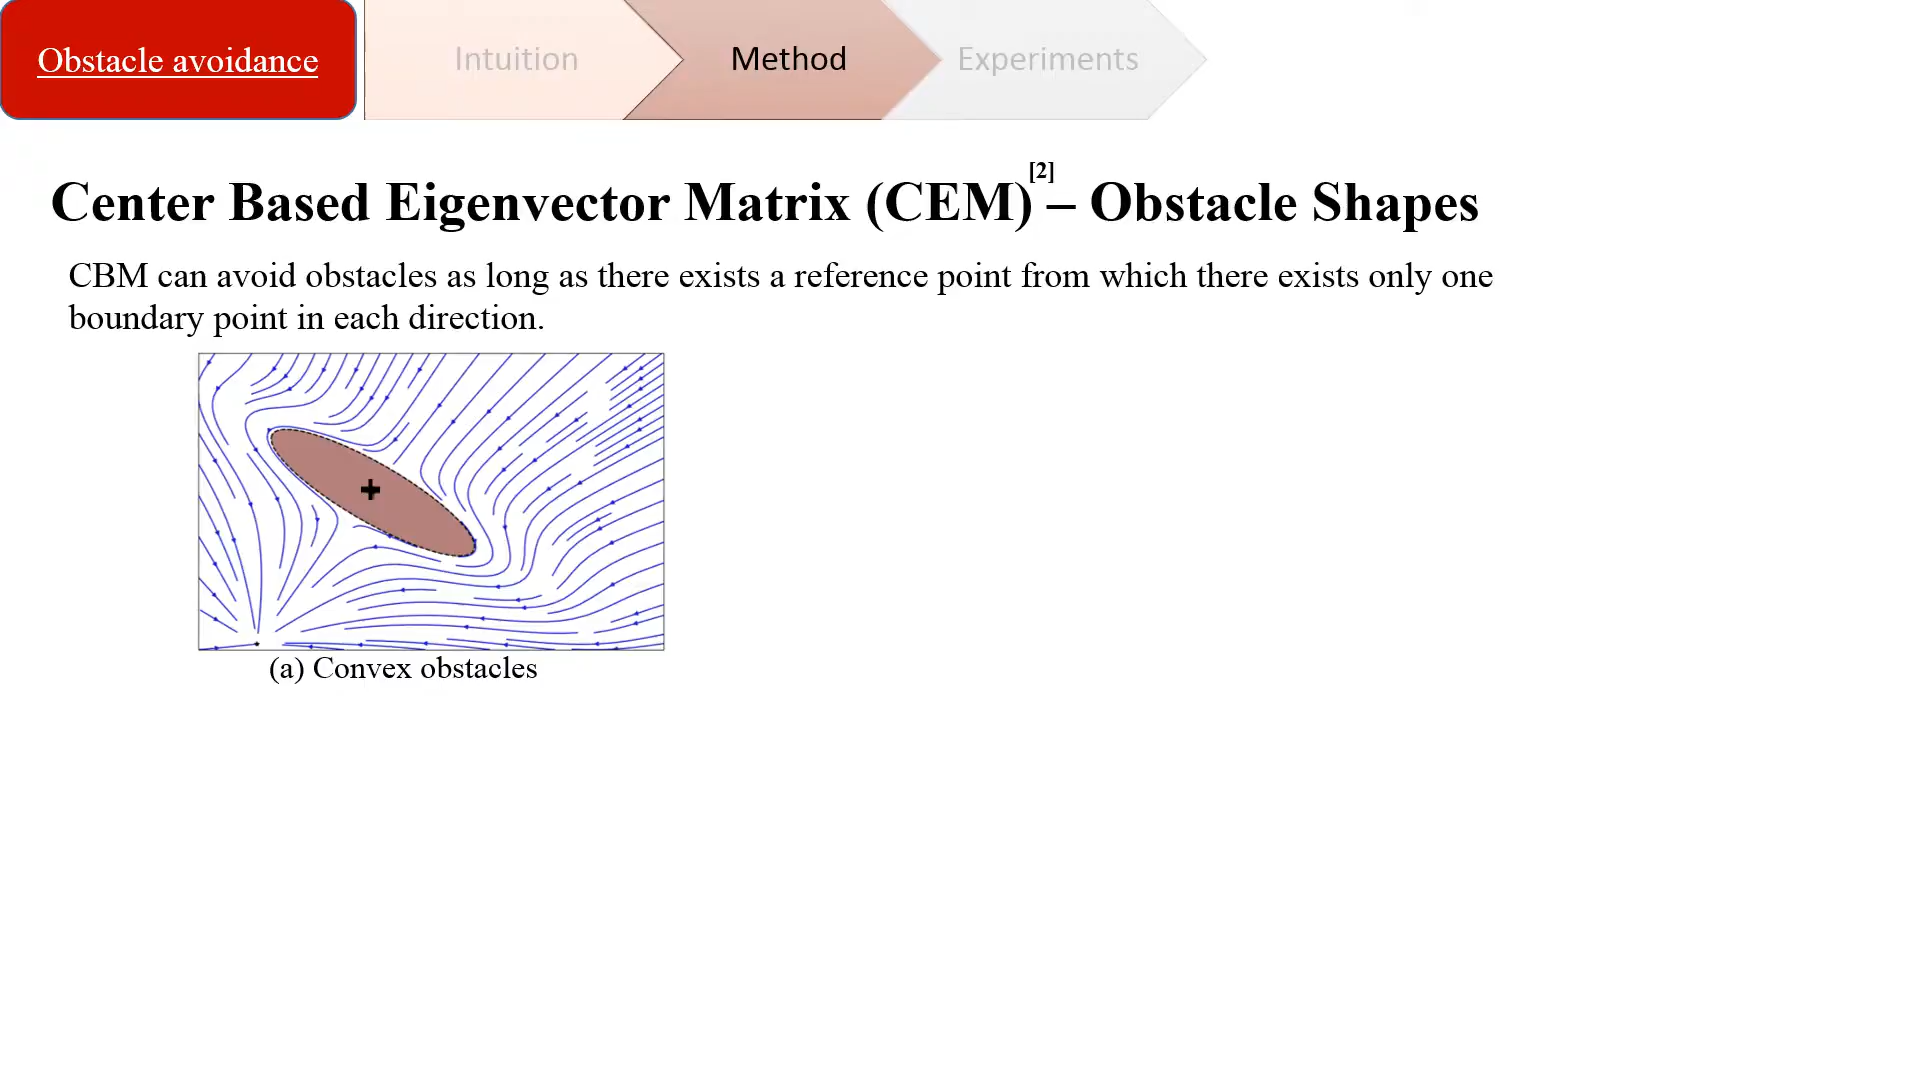 Obstacle avoidance
Intuition
Method
Experiments
Center Based Eigenvector Matrix (CEM)[2]– Obstacle Shapes
CBM can avoid obstacles as long as there exists a reference point from which there exists only one
boundary point in each direction.
(a) Convex obstacles